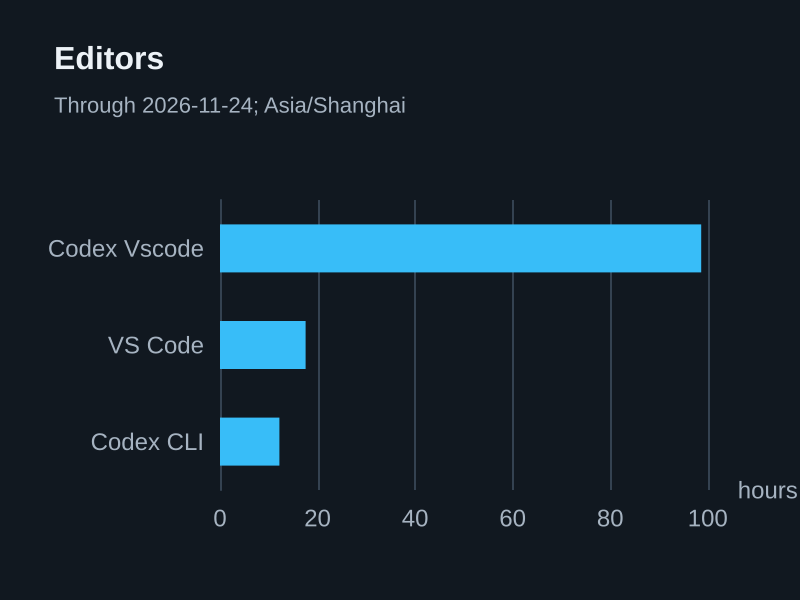 Editors
Through 2026-11-24; Asia/Shanghai
Codex Vscode
VS Code
Codex CLI
hours
0 20 40 60 80 100